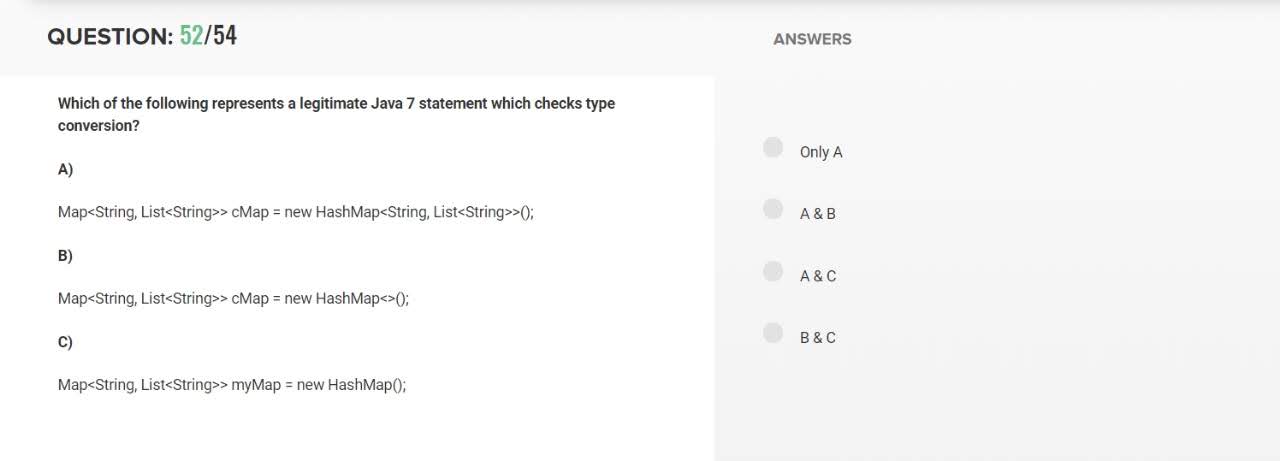 QUESTION: 52/54
ANSWERS
Which of the following represents a legitimate Java 7 statement which checks type
conversion?
A)
Map<String, List<String>> cMap = new HashMap<String, List<String>>();
B)
Map<String, List<String>> cMap = new HashMap<>();
C)
Map<String, List<String>> myMap = new HashMap();
Only A
A & B
A & C
B & C